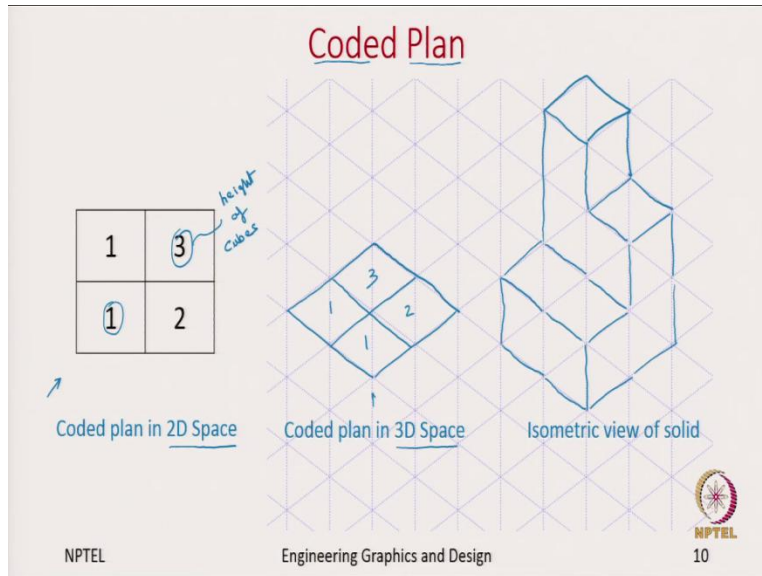 Coded Plan
height
of
cubes
1 3
1 2
3
1 2
1
Coded plan in 2D Space
Coded plan in 3D Space
Isometric view of solid
NPTEL
NPTEL
Engineering Graphics and Design
10